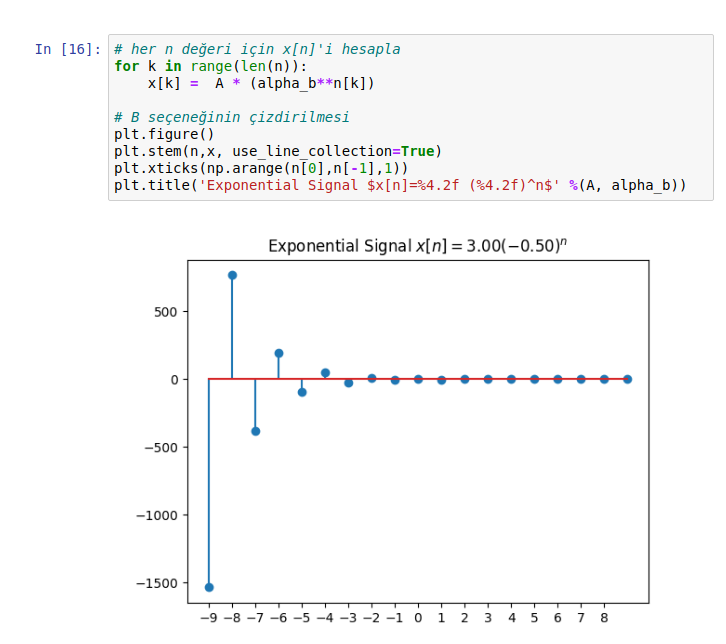 In [16]: # her n değeri için x[n]'i hesapla
for k in range(len(n)):
    x[k] =  A * (alpha_b**n[k])

# B seçeneğinin çizdirilmesi
plt.figure()
plt.stem(n,x, use_line_collection=True)
plt.xticks(np.arange(n[0],n[-1],1))
plt.title('Exponential Signal $x[n]=%4.2f (%4.2f)^n$' %(A, alpha_b))
Exponential Signal x[n] = 3.00(−0.50)ⁿ
500
0
−500
−1000
−1500
−9 −8 −7 −6 −5 −4 −3 −2 −1 0 1 2 3 4 5 6 7 8